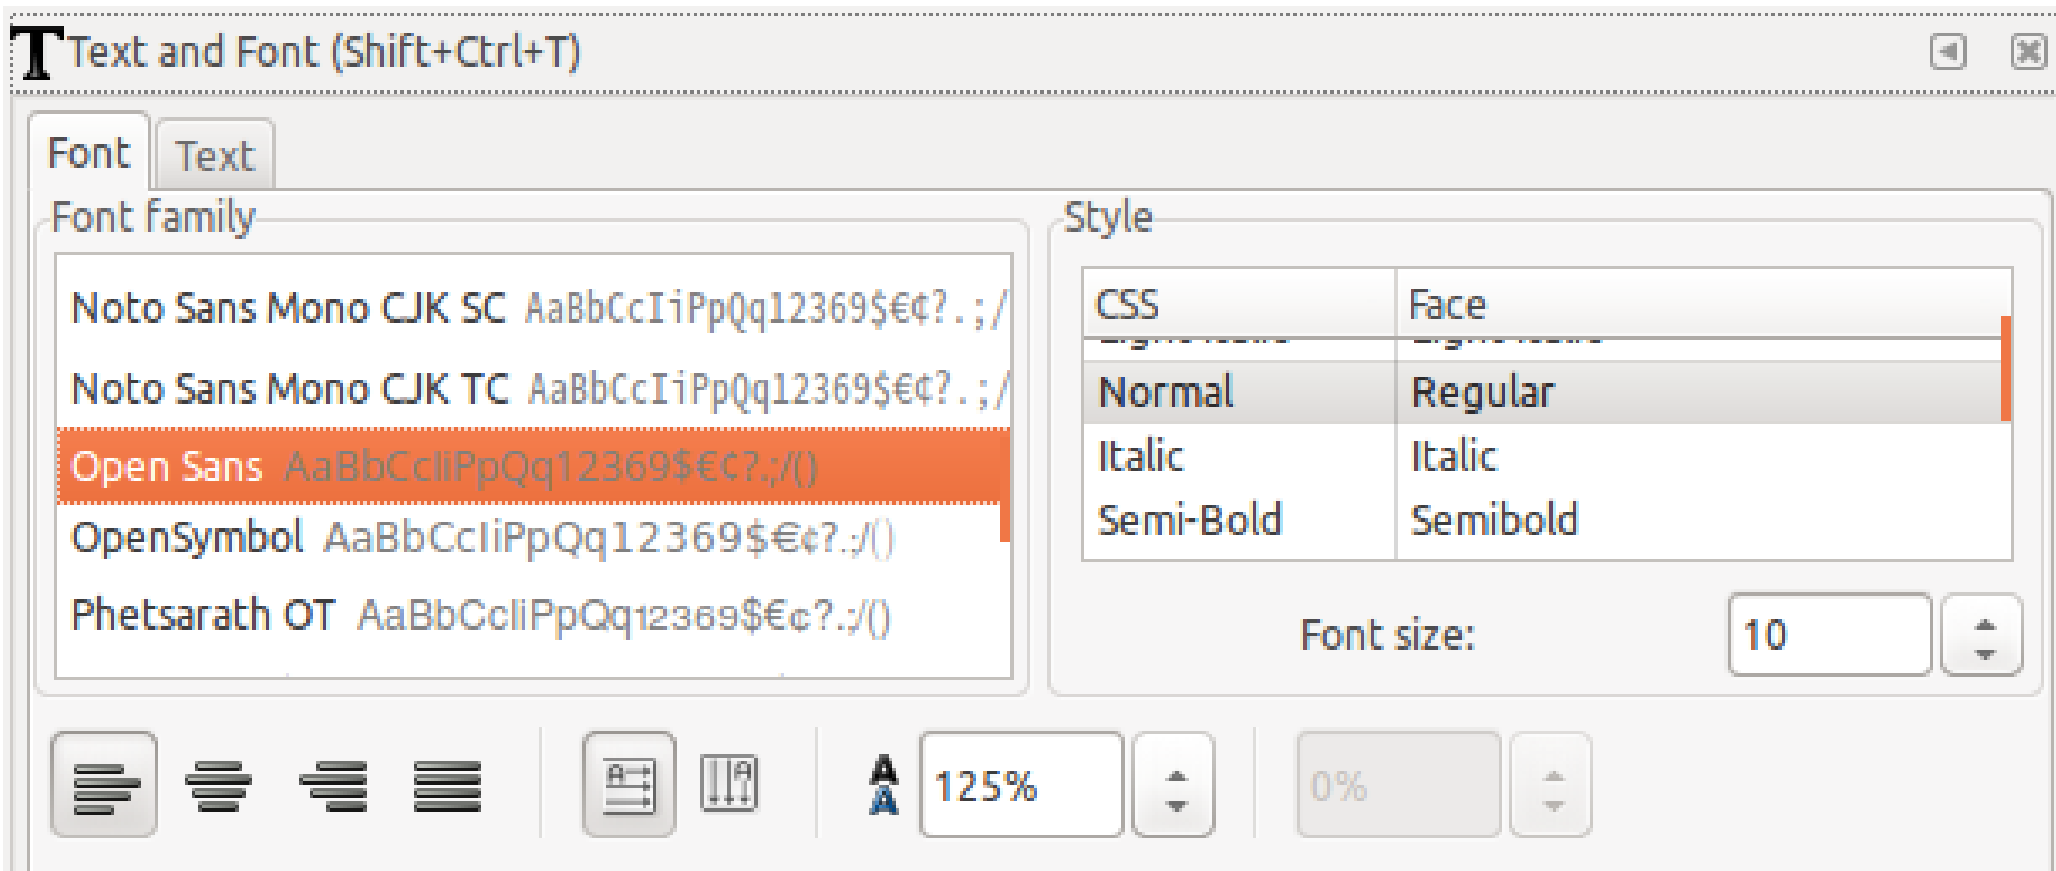 Text and Font (Shift+Ctrl+T)
Font Text
Font family
Noto Sans Mono CJK SC AaBbCcIiPpQq12369$€¢?.;/
Noto Sans Mono CJK TC AaBbCcIiPpQq12369$€¢?.;/
Open Sans AaBbCcIiPpQq12369$€¢?.;/()
OpenSymbol AaBbCcIiPpQq12369$€¢?.;/()
Phetsarath OT AaBbCcIiPpQq12369$€¢?.;/()
Style
CSS Face
Normal Regular
Italic Italic
Semi-Bold Semibold
Font size: 10
125% 0%